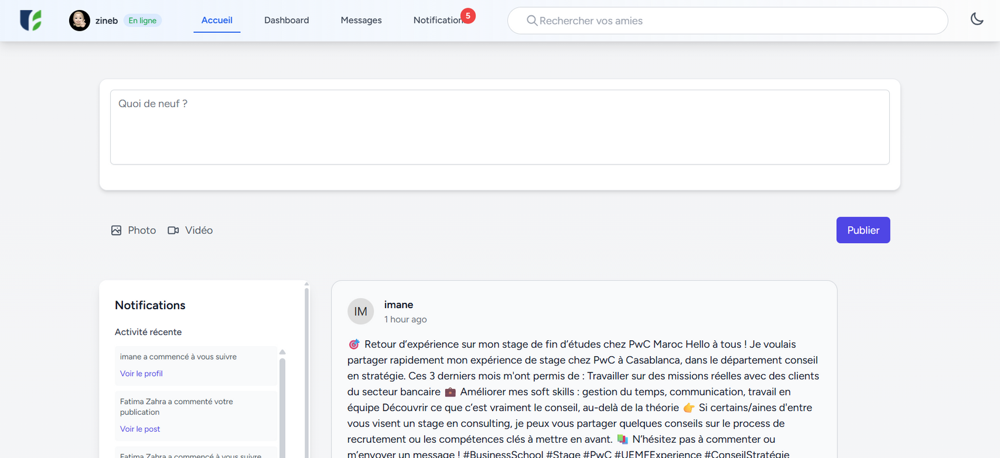 zineb En ligne Accueil Dashboard Messages Notification 5 Rechercher vos amies
Quoi de neuf ?
Photo Vidéo Publier
Notifications
Activité récente
imane a commencé à vous suivre
Voir le profil
Fatima Zahra a commenté votre
publication
Voir le post
Fatima Zahra a commencé à vous suivre
IM
imane
1 hour ago
🎯 Retour d’expérience sur mon stage de fin d’études chez PwC Maroc Hello à tous ! Je voulais
partager rapidement mon expérience de stage chez PwC à Casablanca, dans le département conseil
en stratégie. Ces 3 derniers mois m'ont permis de : Travailler sur des missions réelles avec des clients
du secteur bancaire 💼 Améliorer mes soft skills : gestion du temps, communication, travail en
équipe Découvrir ce que c’est vraiment le conseil, au-delà de la théorie 👉 Si certains/aines d'entre
vous visent un stage en consulting, je peux vous partager quelques conseils sur le process de
recrutement ou les compétences clés à mettre en avant. 📚 N’hésitez pas à commenter ou
m’envoyer un message ! #BusinessSchool #Stage #PwC #UEMFExperience #ConseilStratégie